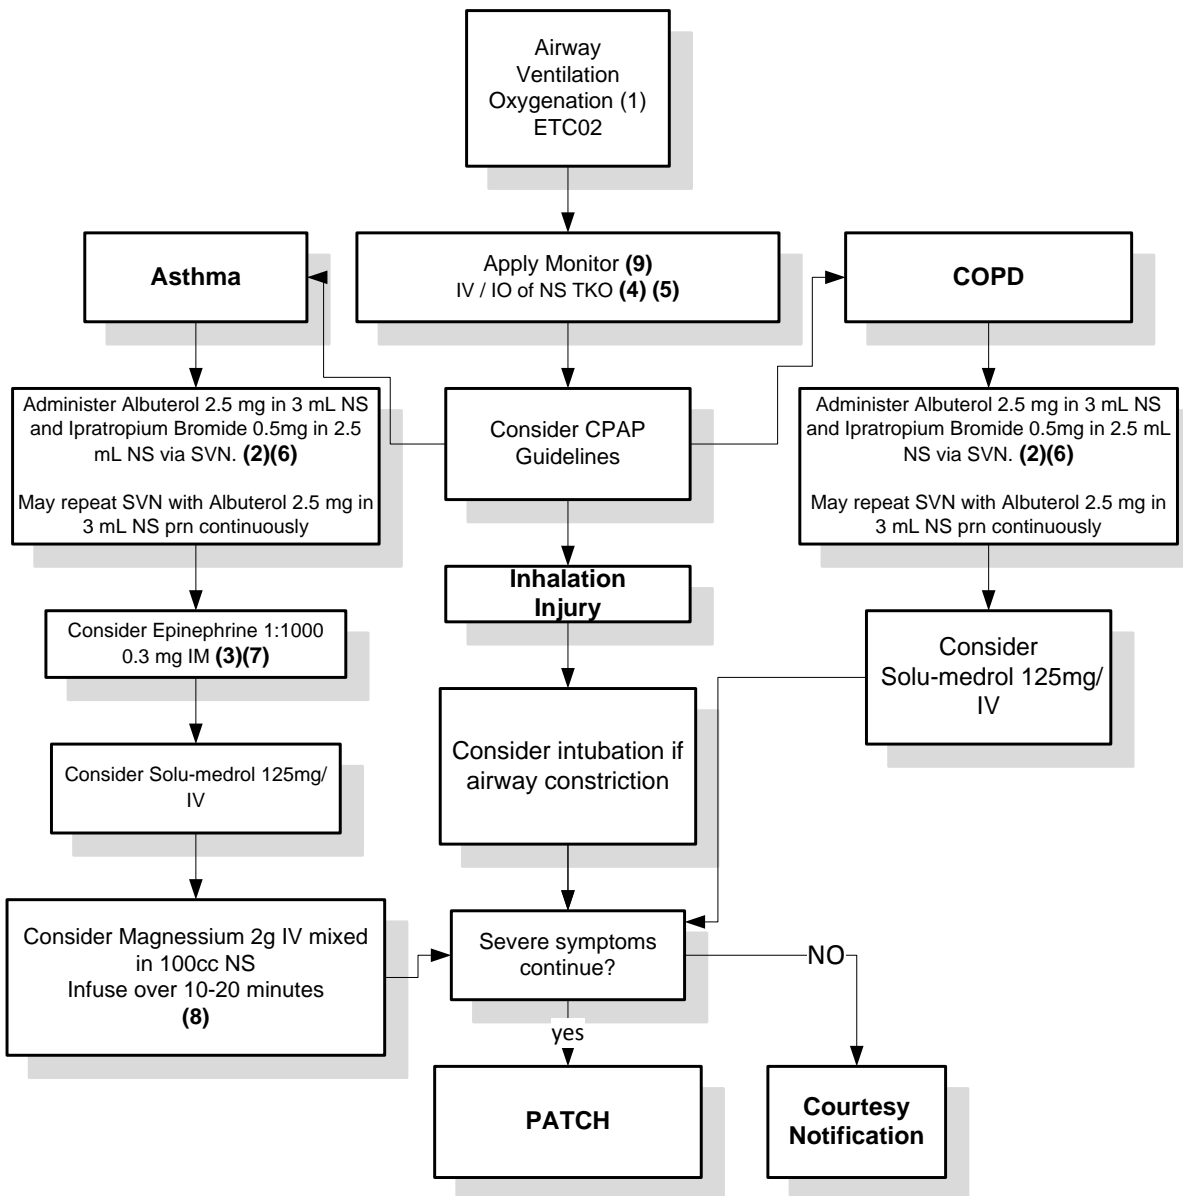 Airway
Ventilation
Oxygenation (1)
ETC02
Asthma
Apply Monitor (9)
IV / IO of NS TKO (4) (5)
COPD
Administer Albuterol 2.5 mg in 3 mL NS
and Ipratropium Bromide 0.5mg in 2.5
mL NS via SVN. (2)(6)
May repeat SVN with Albuterol 2.5 mg in
3 mL NS prn continuously
Consider CPAP
Guidelines
Administer Albuterol 2.5 mg in 3 mL NS
and Ipratropium Bromide 0.5mg in 2.5 mL
NS via SVN. (2)(6)
May repeat SVN with Albuterol 2.5 mg in
3 mL NS prn continuously
Inhalation
Injury
Consider Epinephrine 1:1000
0.3 mg IM (3)(7)
Consider
Solu-medrol 125mg/
IV
Consider intubation if
airway constriction
Consider Solu-medrol 125mg/
IV
Consider Magnessium 2g IV mixed
in 100cc NS
Infuse over 10-20 minutes
(8)
Severe symptoms
continue?
NO
yes
PATCH
Courtesy
Notification